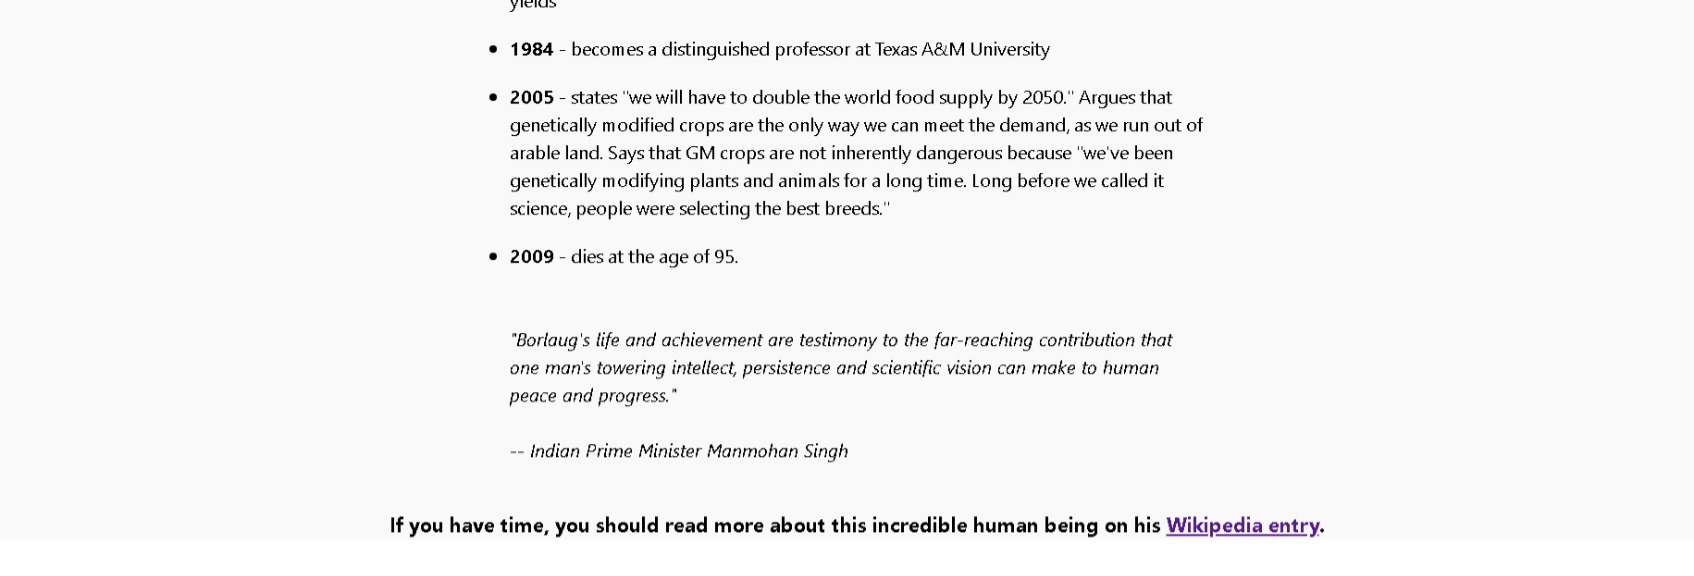 yields
1984 - becomes a distinguished professor at Texas A&M University
2005 - states "we will have to double the world food supply by 2050." Argues that
genetically modified crops are the only way we can meet the demand, as we run out of
arable land. Says that GM crops are not inherently dangerous because "we've been
genetically modifying plants and animals for a long time. Long before we called it
science, people were selecting the best breeds."
2009 - dies at the age of 95.
"Borlaug's life and achievement are testimony to the far-reaching contribution that
one man's towering intellect, persistence and scientific vision can make to human
peace and progress."
-- Indian Prime Minister Manmohan Singh
If you have time, you should read more about this incredible human being on his Wikipedia entry.